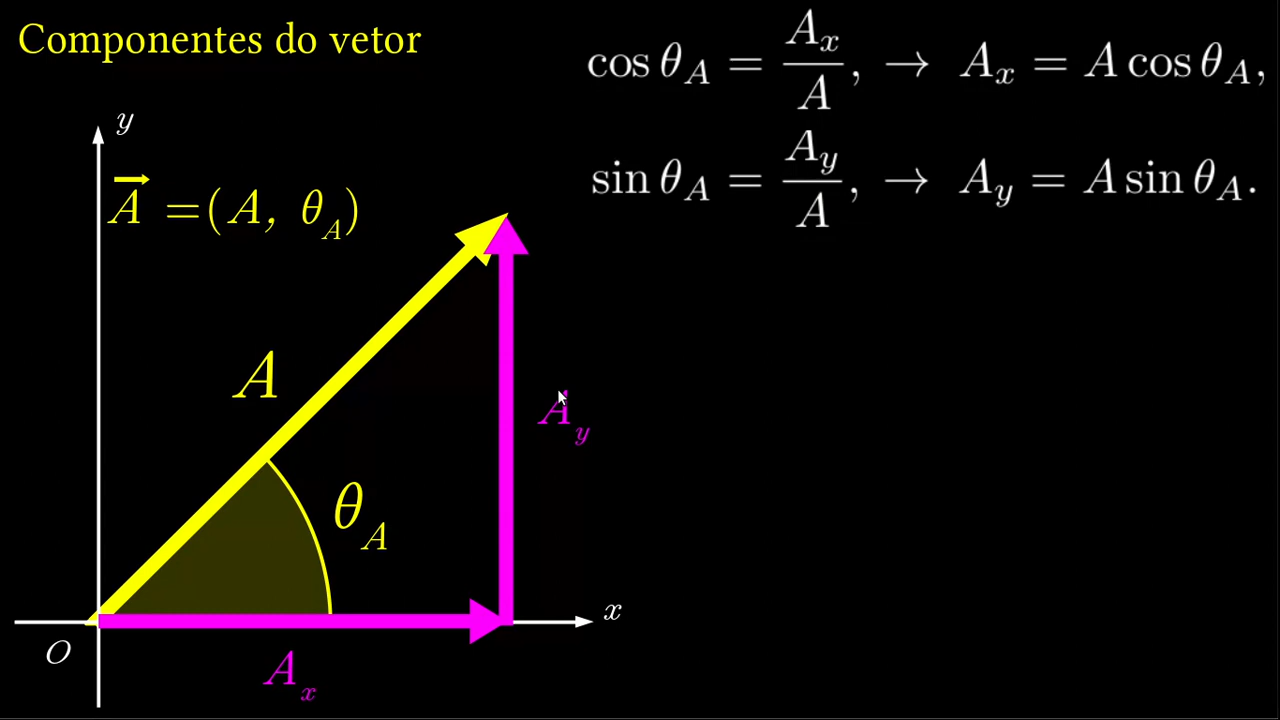 Componentes do vetor
cos θ_A = A_x / A, → A_x = A cos θ_A,
sin θ_A = A_y / A, → A_y = A sin θ_A.
y
A⃗ =(A, θ_A)
A
A_y
θ_A
x
O
A_x